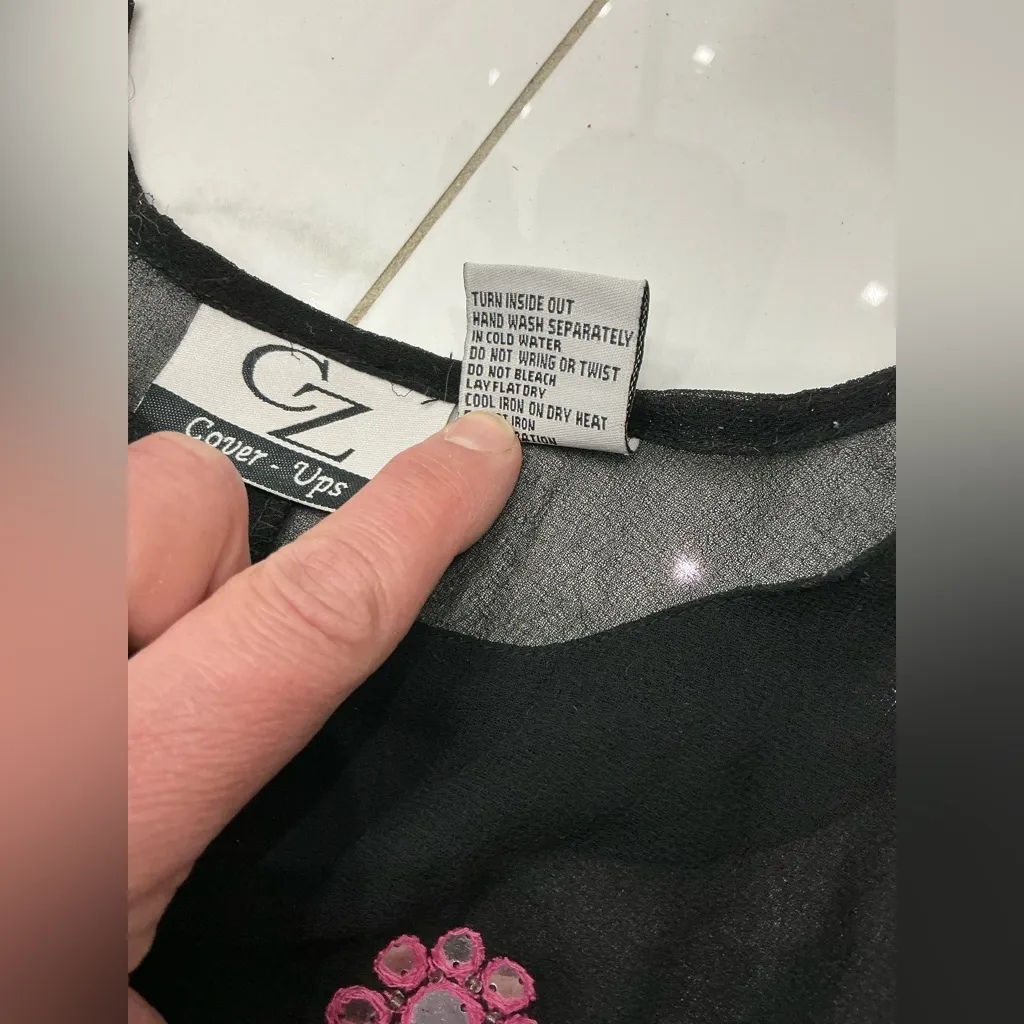 GZ
Cover - Ups
TURN INSIDE OUT
HAND WASH SEPARATELY
IN COLD WATER
DO NOT WRING OR TWIST
DO NOT BLEACH
LAY FLAT DRY
COOL IRON ON DRY HEAT
IRON